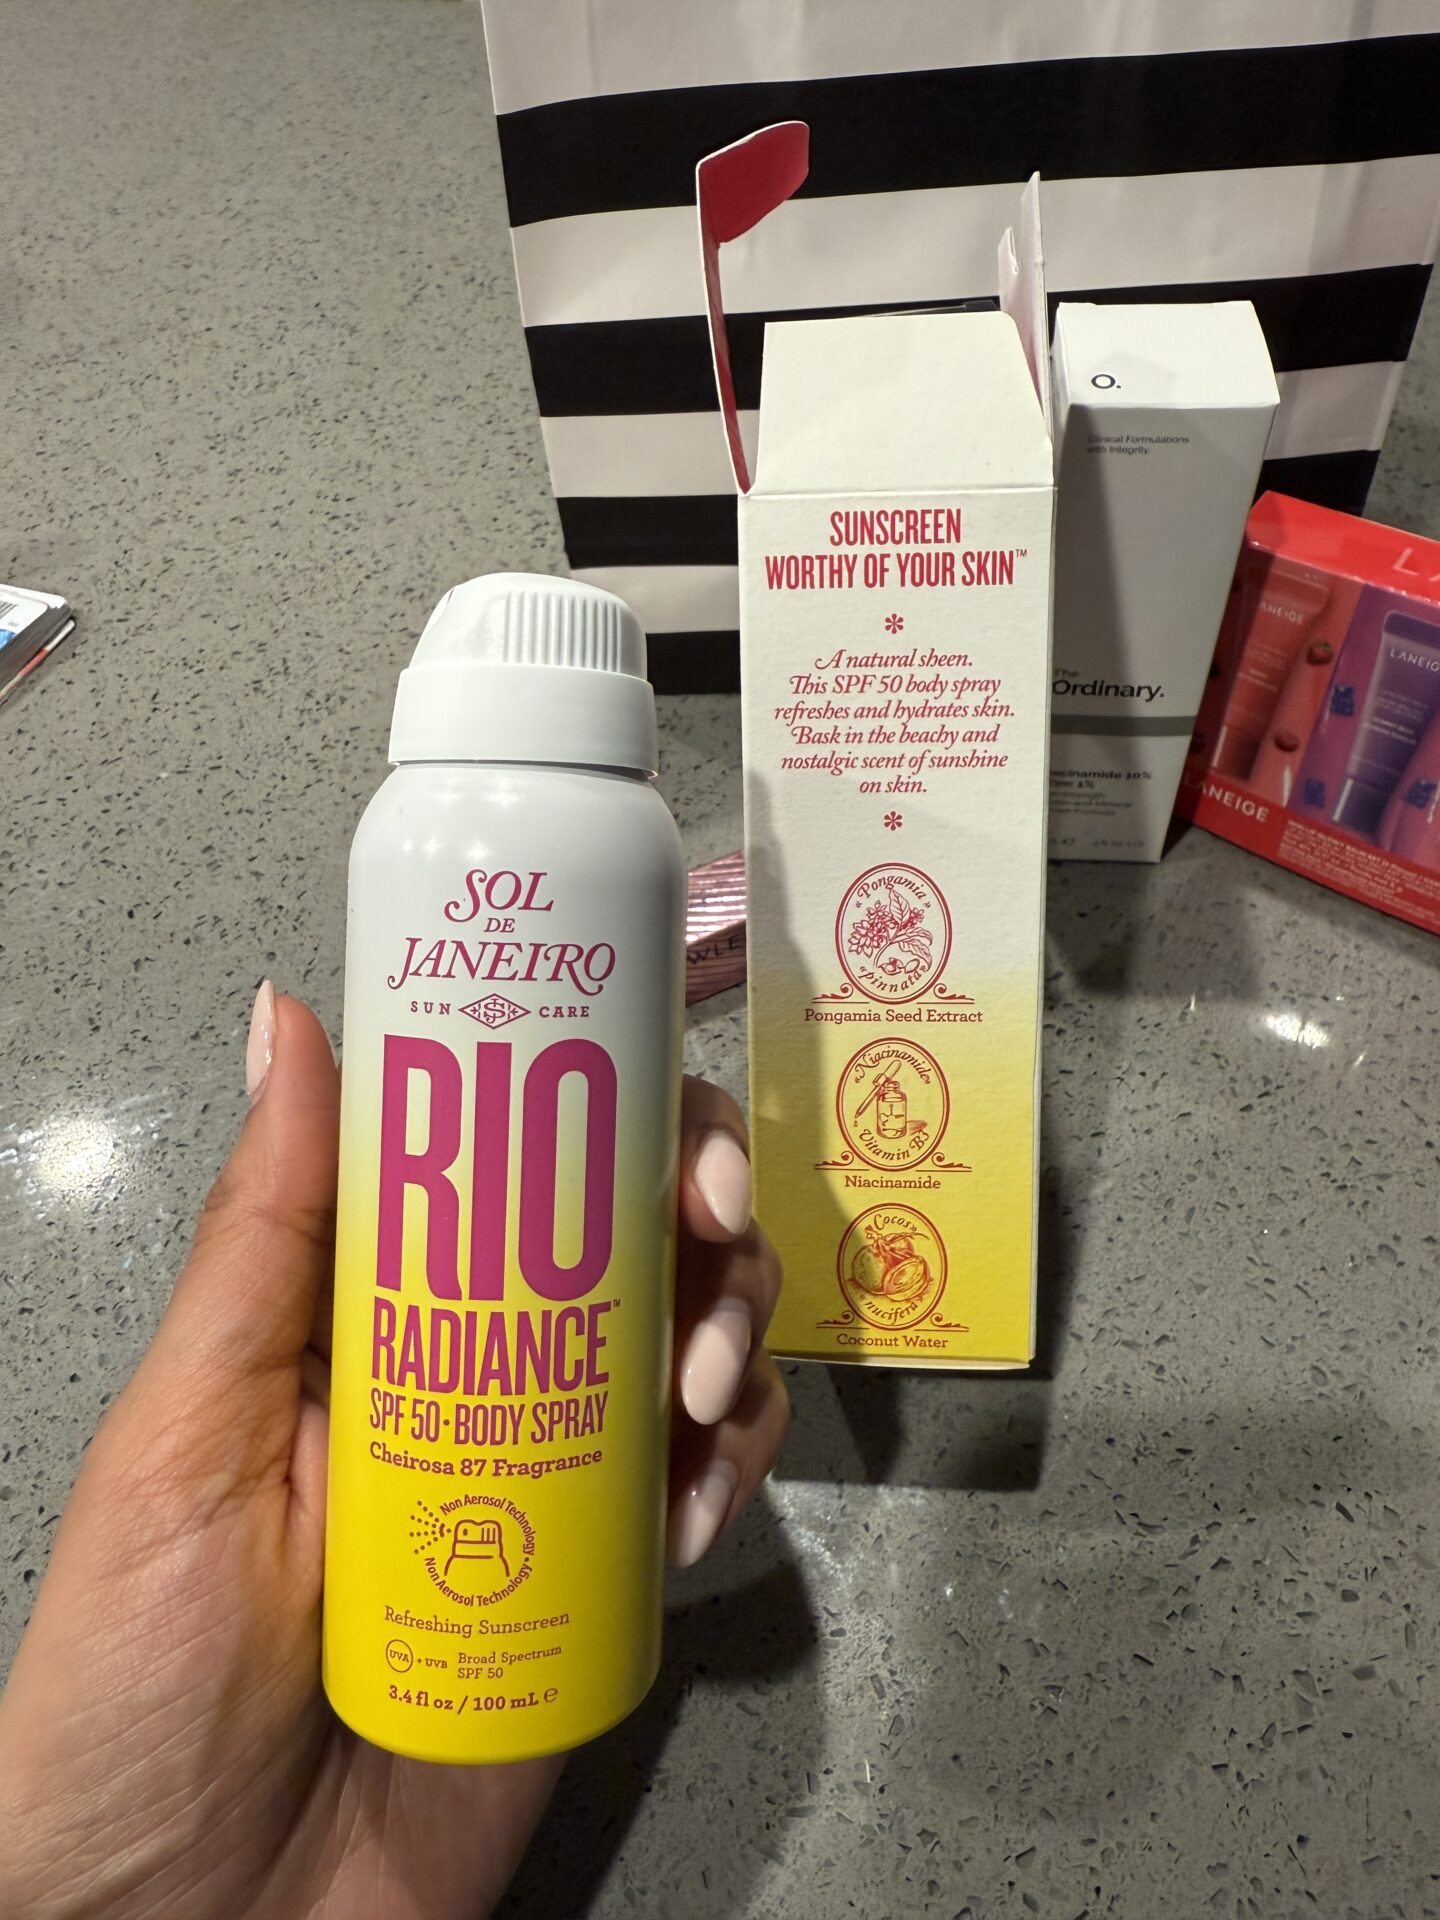 SOL
DE
JANEIRO
SUN CARE
RIO
RADIANCE™
SPF 50 · BODY SPRAY
Cheirosa 87 Fragrance
Non Aerosol Technology •
Non Aerosol Technology •
Refreshing Sunscreen
UVA + UVB Broad Spectrum
SPF 50
3.4 fl oz / 100 mL ℮
SUNSCREEN
WORTHY OF YOUR SKIN™
*
A natural sheen.
This SPF 50 body spray
refreshes and hydrates skin.
Bask in the beachy and
nostalgic scent of sunshine
on skin.
*
« Pongamia »
« pinnata »
Pongamia Seed Extract
« Niacinamide »
Vitamin B3
Niacinamide
« Cocos »
« nucifera »
Coconut Water
O.
Clinical Formulations
with Integrity.
The
Ordinary.
LANEIGE
LANEIGE